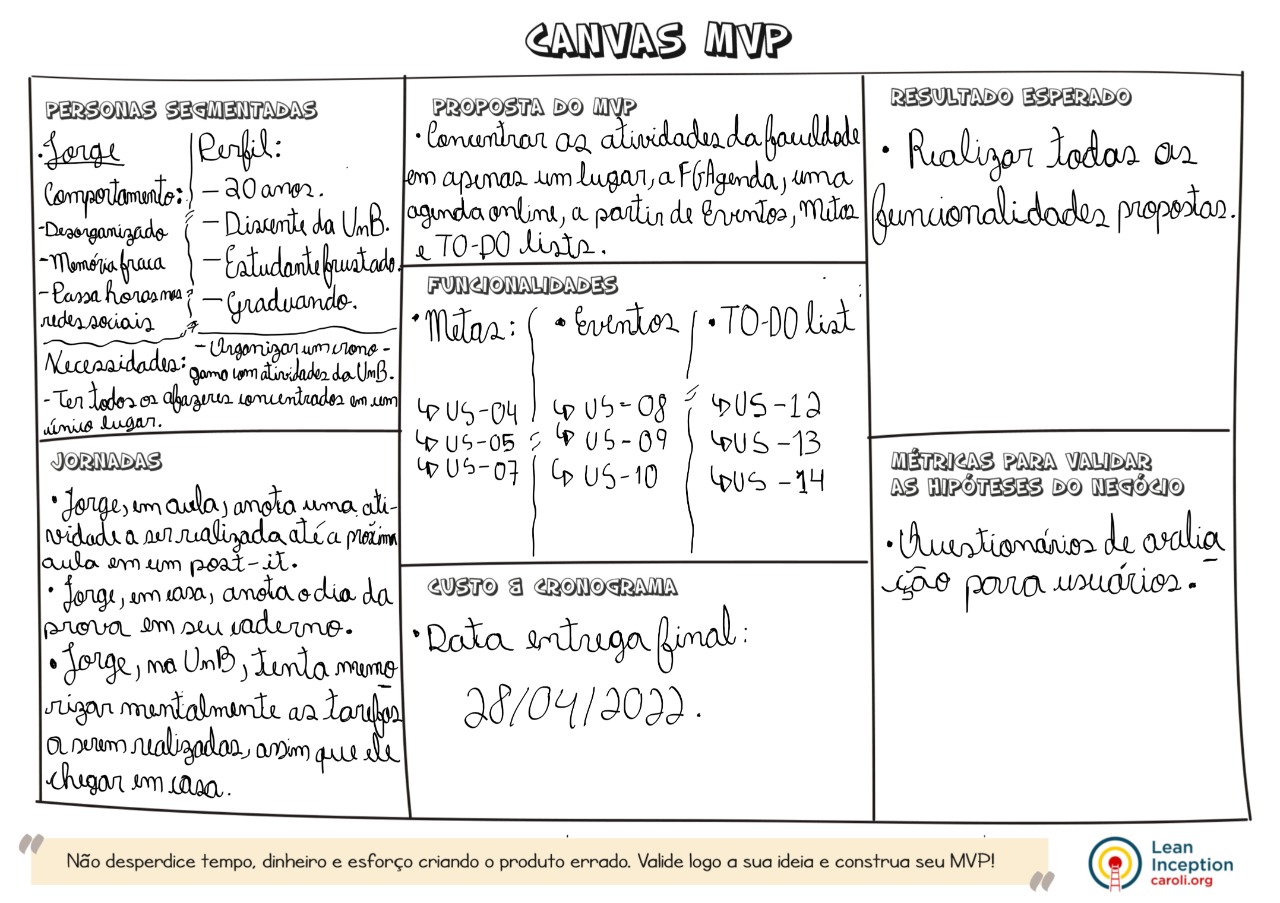 CANVAS MVP
PERSONAS SEGMENTADAS
• Jorge
Comportamento:
-Desorganizado
-Memória fraca
-Passa horas nas
redes sociais
Perfil:
- 20 anos.
- Discente da UnB.
- Estudante frustado.
- Graduando.
Necessidades:
- Organizar um crono-
gamo com atividades da UnB.
- Ter todos os afazeres concentrados em um
único lugar.
JORNADAS
• Jorge, em aula, anota uma ati-
vidade a ser realizada até a próxima
aula em um post-it.
• Jorge, em casa, anota o dia da
prova em seu caderno.
• Jorge, na UnB, tenta memo
rizar mentalmente as tarefas
a serem realizadas, assim que ele
chegar em casa.
PROPOSTA DO MVP
• Concentrar as atividades da faculdade
em apenas um lugar, a FGAgenda, uma
agenda online, a partir de Eventos, Metas
e TO-DO lists.
FUNCIONALIDADES
• Metas:
↳ US-04
↳ US-05
↳ US-07
• Eventos
↳ US-08
↳ US-09
↳ US-10
• TO-DO list
↳ US-12
↳ US-13
↳ US-14
CUSTO & CRONOGRAMA
• Data entrega final:
28/04/2022.
RESULTADO ESPERADO
• Realizar todas as
funcionalidades propostas.
MÉTRICAS PARA VALIDAR
AS HIPÓTESES DO NEGÓCIO
• Questionários de avalia
ção para usuários.
"Não desperdice tempo, dinheiro e esforço criando o produto errado. Valide logo a sua ideia e construa seu MVP!"
Lean
Inception
caroli.org